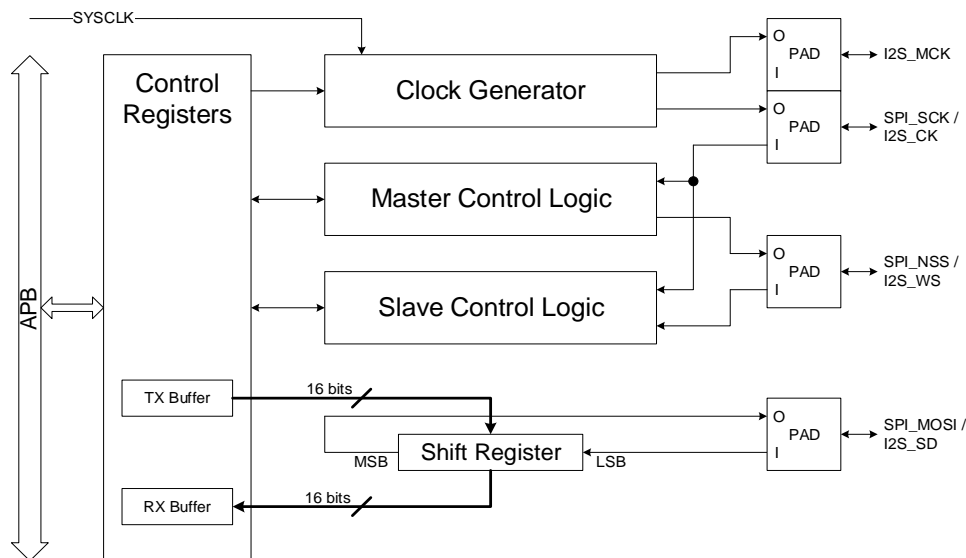 SYSCLK
APB
Control
Registers
Clock Generator
O
PAD
I
I2S_MCK
O
PAD
I
SPI_SCK /
I2S_CK
Master Control Logic
Slave Control Logic
O
PAD
I
SPI_NSS /
I2S_WS
TX Buffer
16 bits
MSB
Shift Register
LSB
O
PAD
I
SPI_MOSI /
I2S_SD
RX Buffer
16 bits